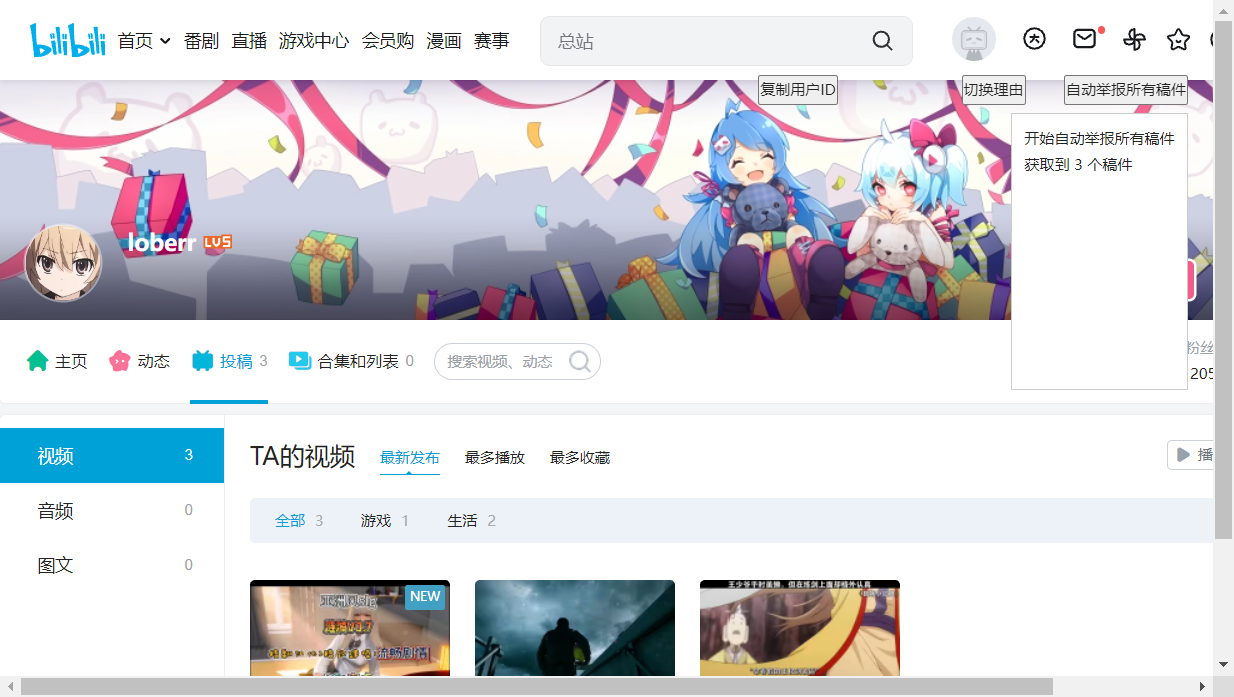 bilibili
首页 番剧 直播 游戏中心 会员购 漫画 赛事
总站
复制用户ID 切换理由 自动举报所有稿件
开始自动举报所有稿件
获取到 3 个稿件
loberr LV5
主页 动态 投稿 3 合集和列表 0
搜索视频、动态
粉丝
205
视频 3
音频 0
图文 0
TA的视频 最新发布 最多播放 最多收藏
播
全部 3 游戏 1 生活 2
NEW
流畅剧情